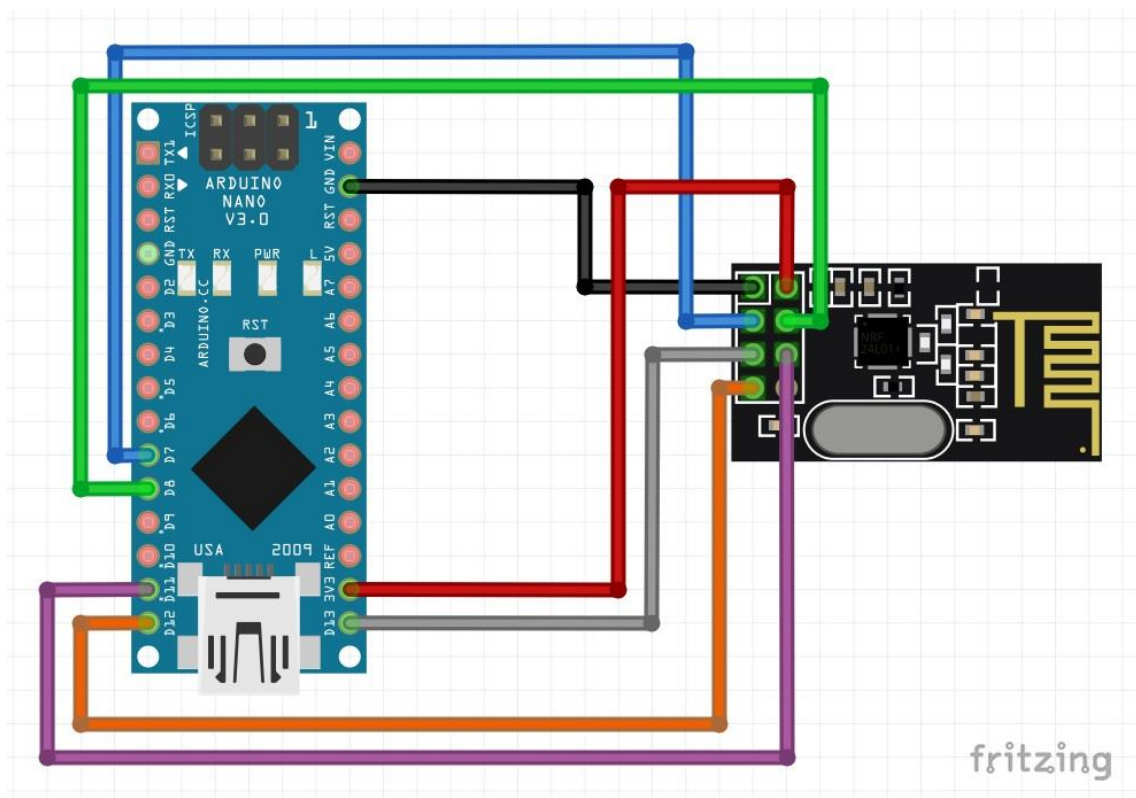 ICSP
1
TX1
RX0
RST
GND
D2
D3
D4
D5
D6
D7
D8
D9
D10
D11
D12
ARDUINO
NANO
V3.0
TX RX PWR L
ARDUINO.CC
RST
USA 2009
VIN
GND
RST
5V
A7
A6
A5
A4
A3
A2
A1
A0
REF
3V3
D13
NRF
24L01+
fritzing